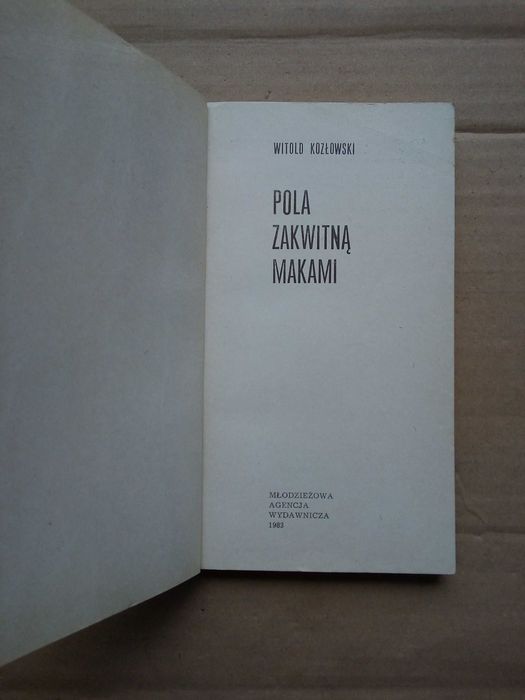 WITOLD KOZŁOWSKI
POLA
ZAKWITNĄ
MAKAMI
MŁODZIEŻOWA
AGENCJA
WYDAWNICZA
1983